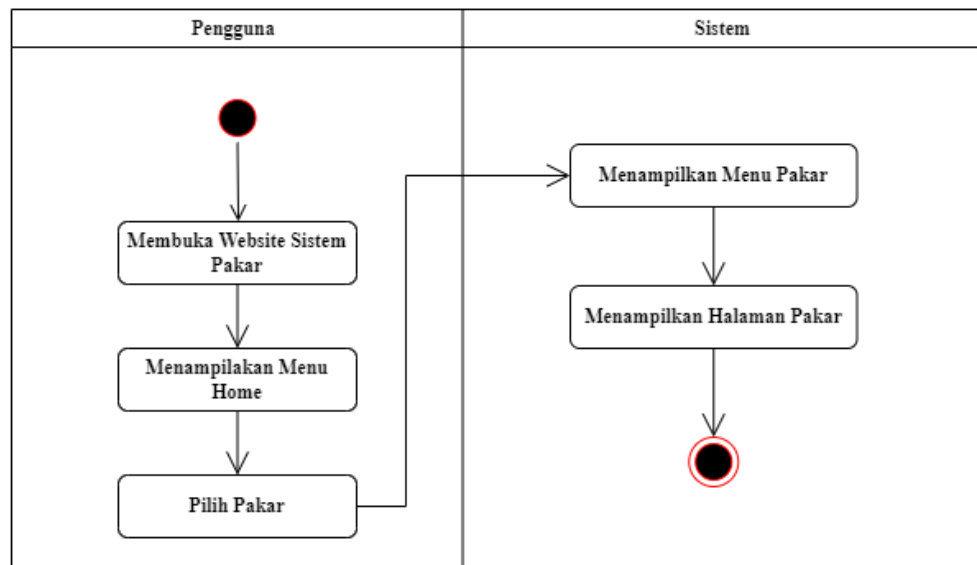 Pengguna
Sistem
Membuka Website Sistem
Pakar
Menampilakan Menu
Home
Pilih Pakar
Menampilkan Menu Pakar
Menampilkan Halaman Pakar